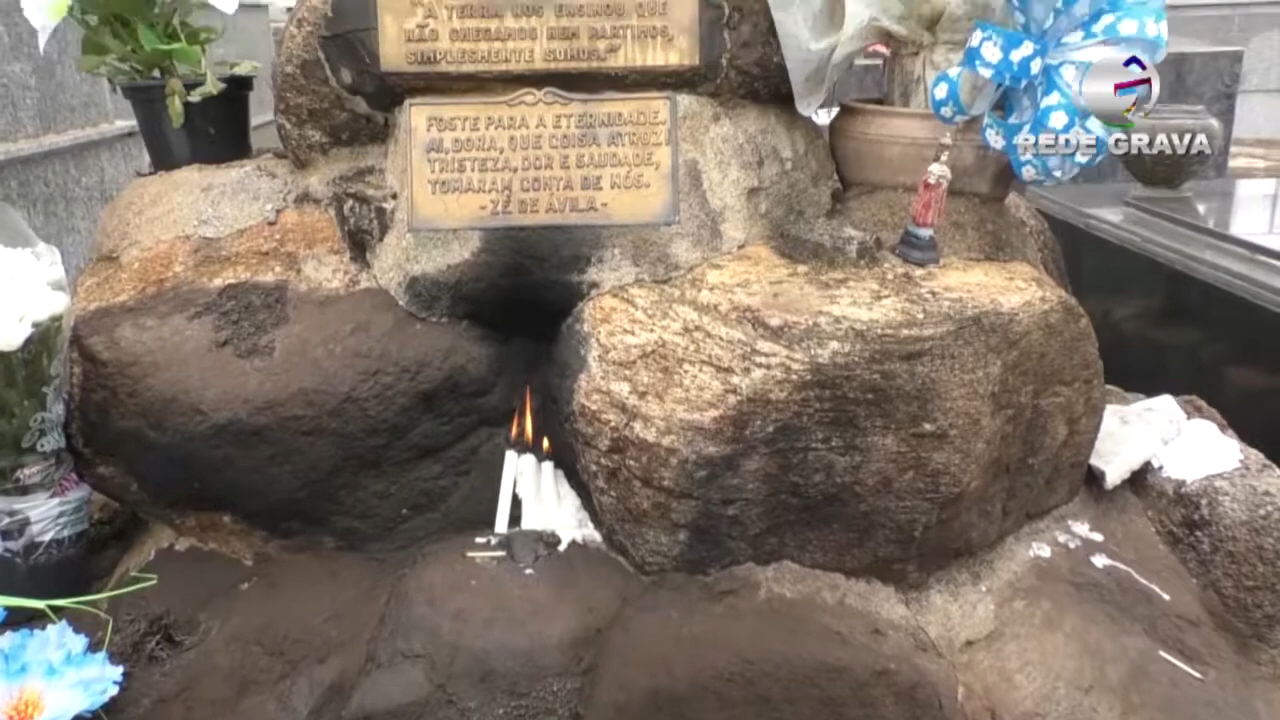 "A TERRA NOS ENSINOU QUE
NÃO CHEGAMOS NEM PARTIMOS,
SIMPLESMENTE SOMOS."
FOSTE PARA A ETERNIDADE.
AI, DORA, QUE COISA ATROZ!
TRISTEZA, DOR E SAUDADE,
TOMARAM CONTA DE NÓS.
- ZÉ DE ÁVILA -
REDE GRAVA